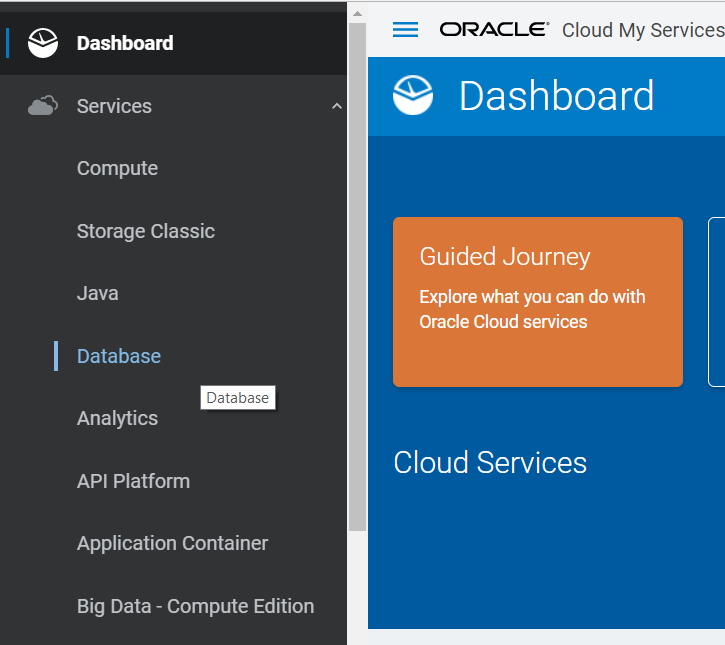 Dashboard
Services
Compute
Storage Classic
Java
Database
Database
Analytics
API Platform
Application Container
Big Data - Compute Edition
ORACLE® Cloud My Services
Dashboard
Guided Journey
Explore what you can do with
Oracle Cloud services
Cloud Services